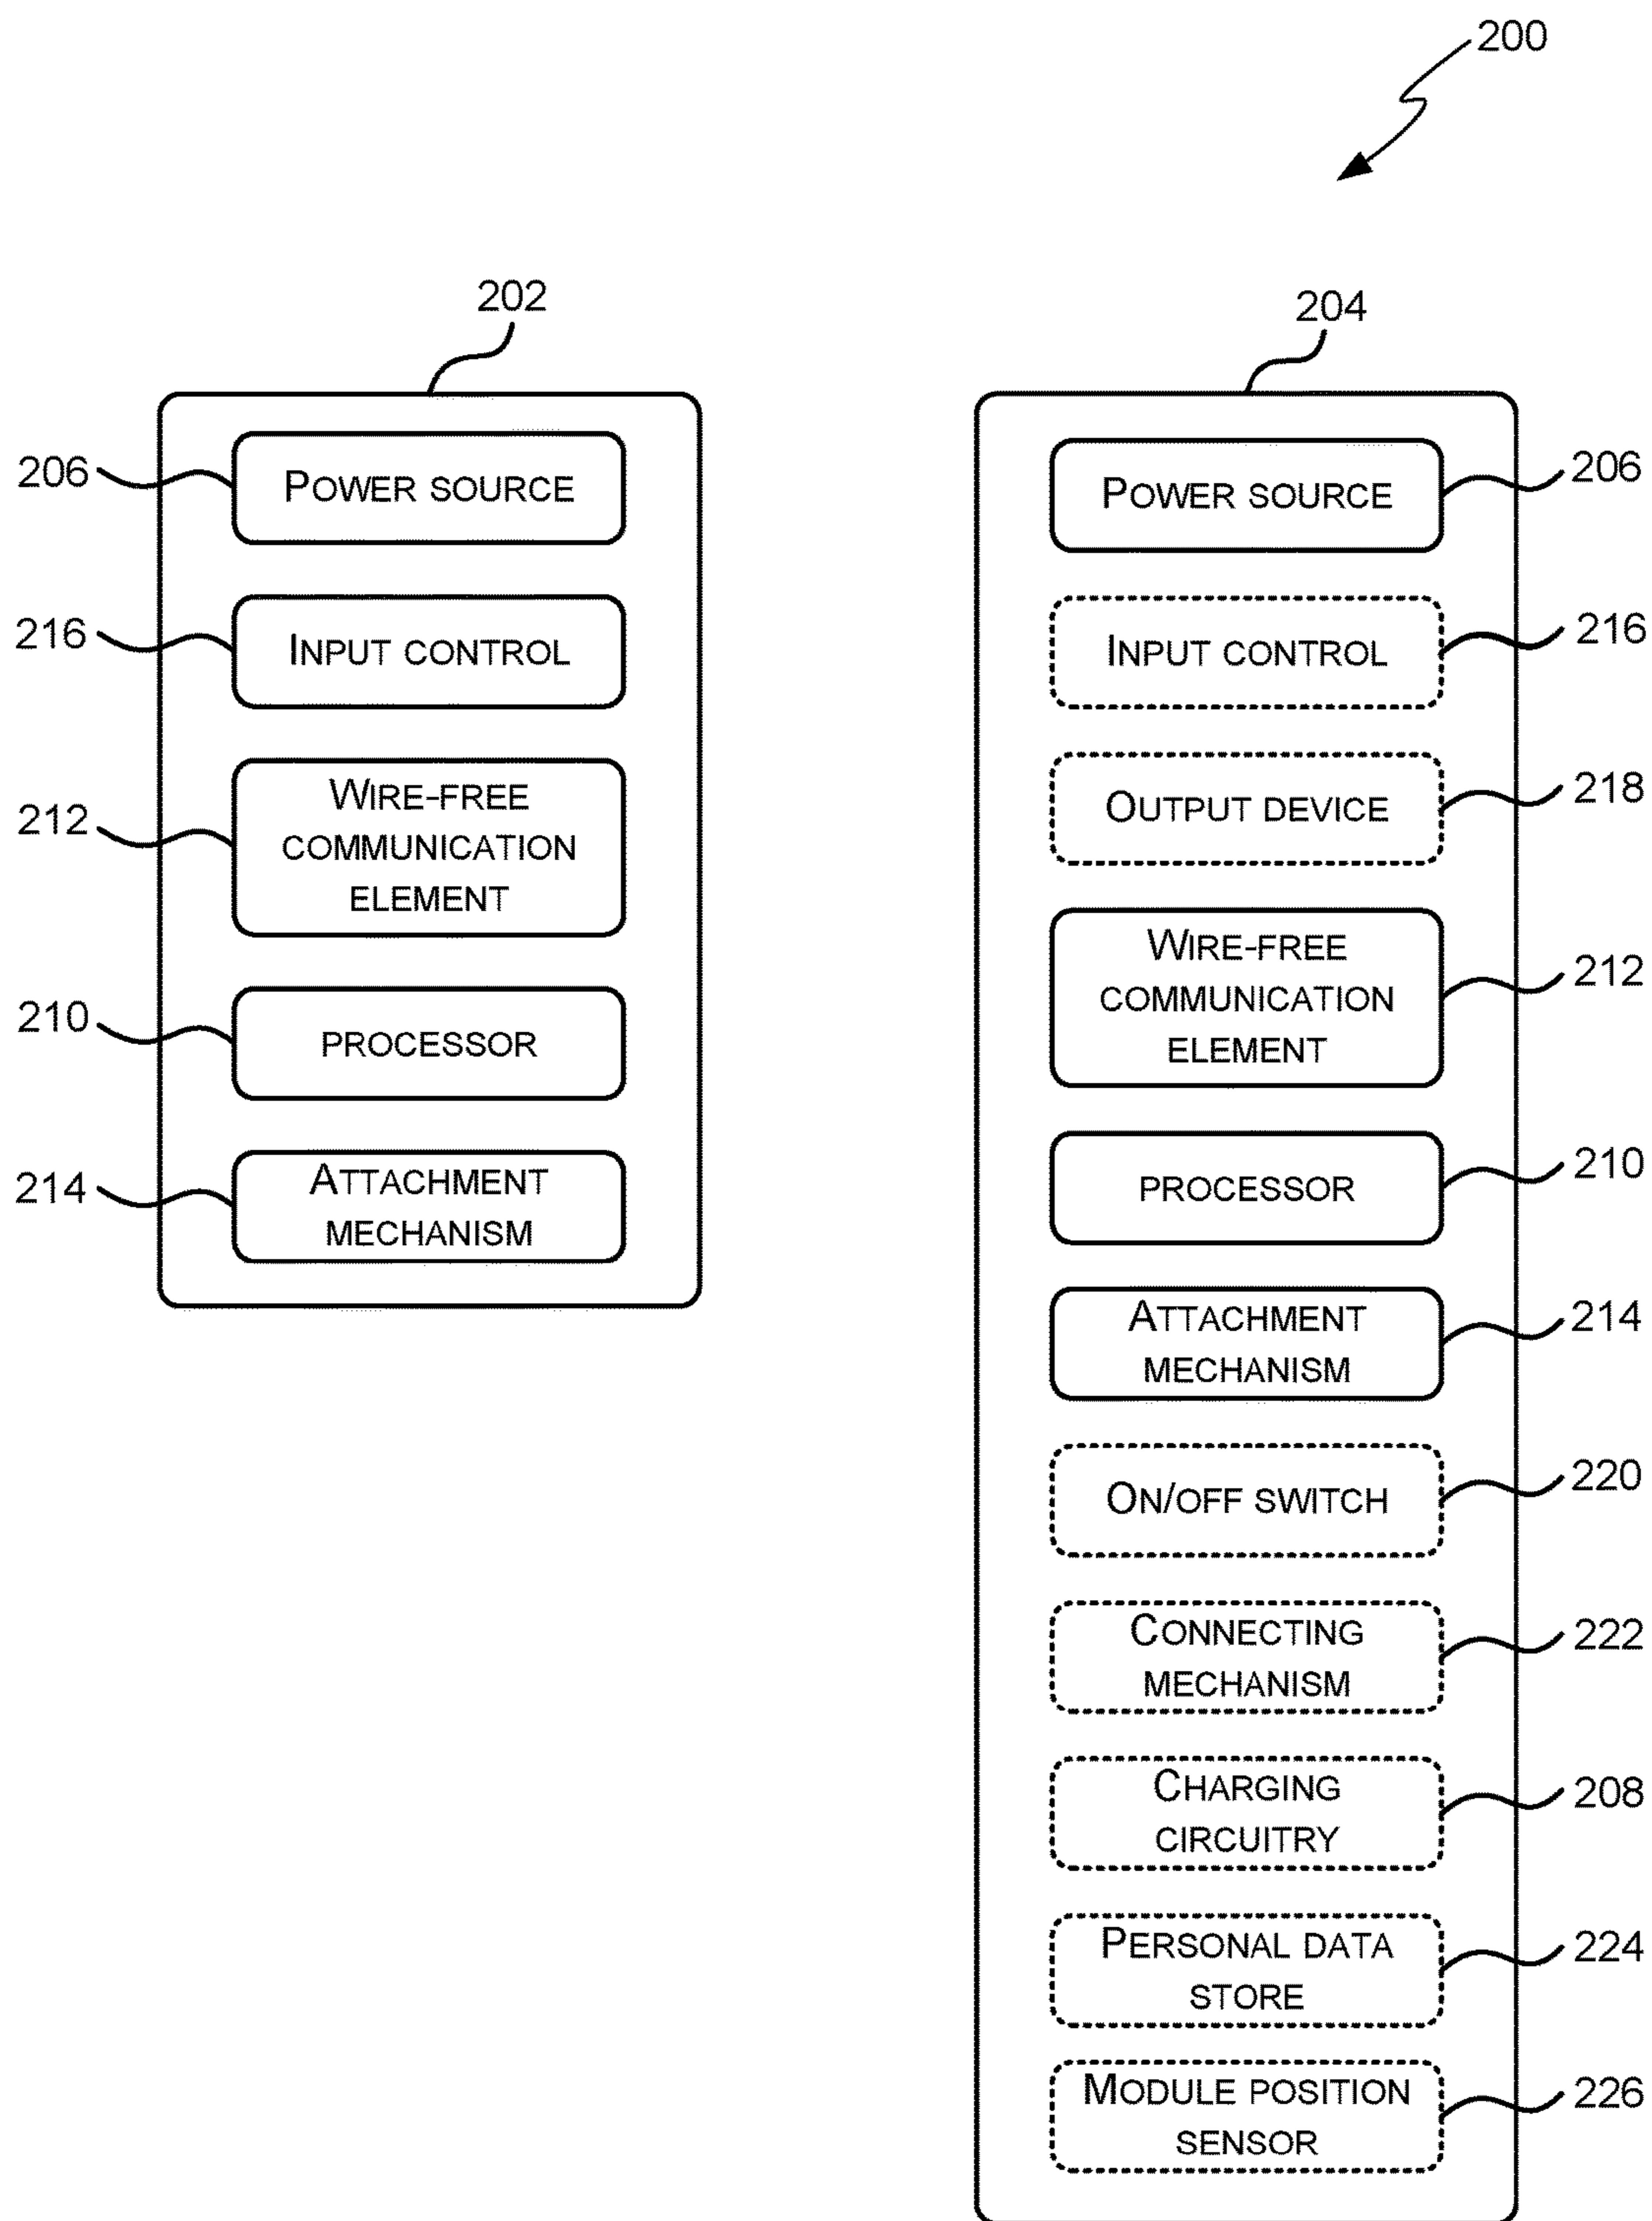 200
202
206
POWER SOURCE
216
INPUT CONTROL
212
WIRE-FREE
COMMUNICATION
ELEMENT
210
PROCESSOR
214
ATTACHMENT
MECHANISM
204
POWER SOURCE
206
INPUT CONTROL
216
OUTPUT DEVICE
218
WIRE-FREE
COMMUNICATION
ELEMENT
212
PROCESSOR
210
ATTACHMENT
MECHANISM
214
ON/OFF SWITCH
220
CONNECTING
MECHANISM
222
CHARGING
CIRCUITRY
208
PERSONAL DATA
STORE
224
MODULE POSITION
SENSOR
226